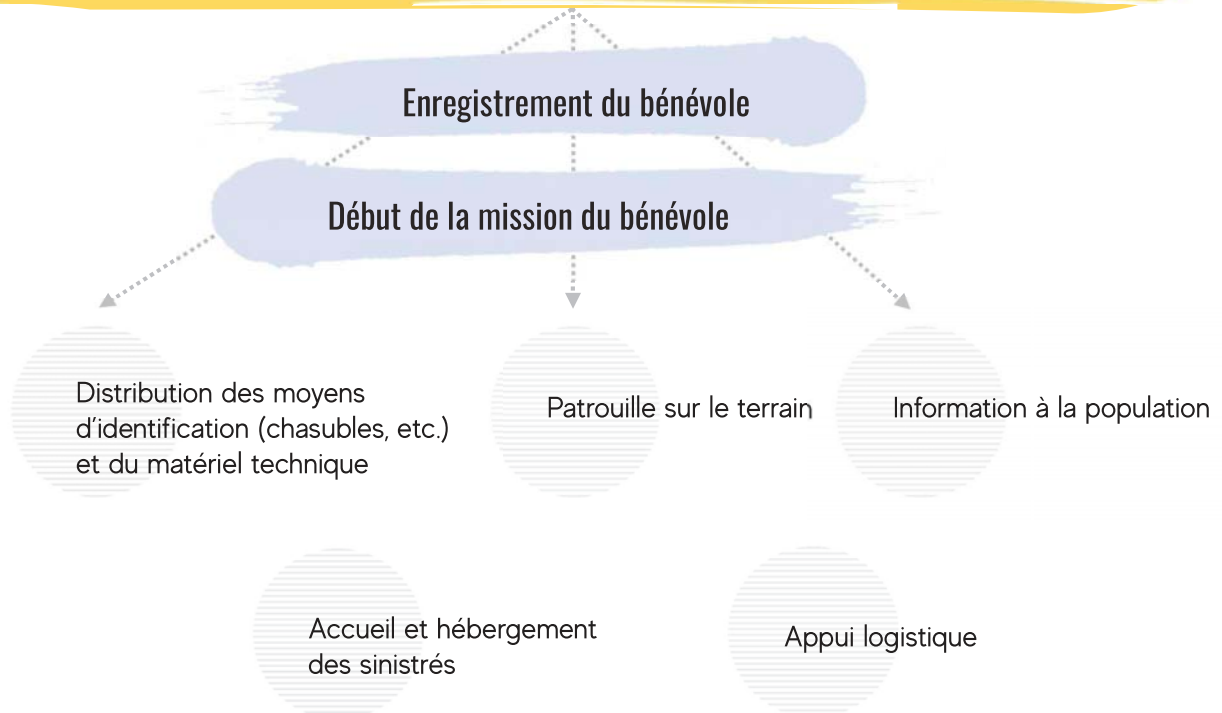 Enregistrement du bénévole
Début de la mission du bénévole
Distribution des moyens
d'identification (chasubles, etc.)
et du matériel technique
Patrouille sur le terrain
Information à la population
Accueil et hébergement
des sinistrés
Appui logistique